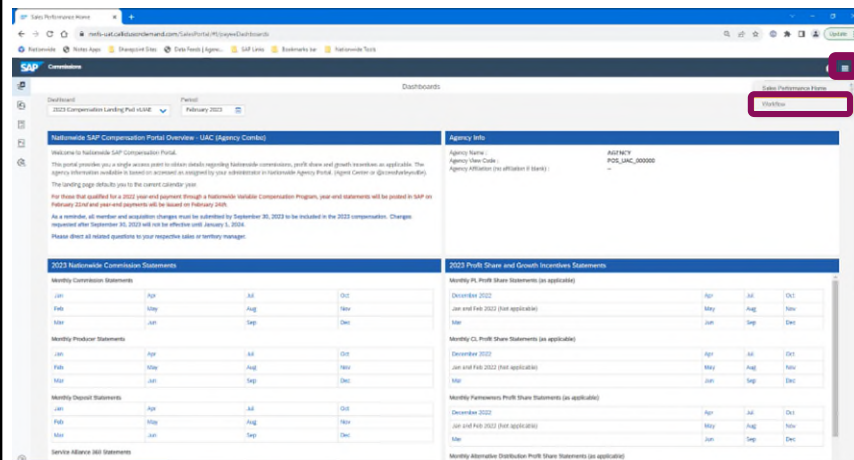 Sales Performance Home
nwfs-uat.calliduscloud.com/SalesPortal/#!/payeeDashboards
Update
Nationwide
Notes Apps
Sharepoint Sites
Data Feeds | Agenc...
SAP Links
Bookmarks bar
Nationwide Tools
SAP Commissions
Dashboards
Sales Performance Home
Workflow
Dashboard
Period
2023 Compensation Landing Pad vUAE
February 2023
Nationwide SAP Compensation Portal Overview - UAC (Agency Combo)
Welcome to Nationwide SAP Compensation Portal.
This portal provides you a single access point to obtain details regarding Nationwide commissions, profit share and growth incentives as applicable. The
agency information available is based on accessed as assigned by your administrator in Nationwide Agency Portal. (Agent Center or
The landing page defaults you to the current calendar year.
For those that qualified for a 2022 year-end payment through a Nationwide Variable Compensation Program, year-end statements will be posted in SAP on
February 22nd and year-end payments will be issued on February 24th.
As a reminder, all member and acquisition changes must be submitted by September 30, 2023 to be included in the 2023 compensation. Changes
requested after September 30, 2023 will not be effective until January 1, 2024.
Please direct all related questions to your respective sales or territory manager.
Agency Info
Agency Name : AGENCY
Agency View Code : POS_UAC_000000
Agency Affiliation (no affiliation if blank) : --
2023 Nationwide Commission Statements
Monthly Commission Statements
Jan Apr Jul Oct
Feb May Aug Nov
Mar Jun Sep Dec
Monthly Producer Statements
Jan Apr Jul Oct
Feb May Aug Nov
Mar Jun Sep Dec
Monthly Deposit Statements
Jan Apr Jul Oct
Feb May Aug Nov
Mar Jun Sep Dec
Service Alliance 360 Statements
2023 Profit Share and Growth Incentives Statements
Monthly PL Profit Share Statements (as applicable)
December 2022 Apr Jul Oct
Jan and Feb 2022 (Not applicable) May Aug Nov
Mar Jun Sep Dec
Monthly CL Profit Share Statements (as applicable)
December 2022 Apr Jul Oct
Jan and Feb 2022 (Not applicable) May Aug Nov
Mar Jun Sep Dec
Monthly Farmowners Profit Share Statements (as applicable)
December 2022 Apr Jul Oct
Jan and Feb 2022 (Not applicable) May Aug Nov
Mar Jun Sep Dec
Monthly Alternative Distribution Profit Share Statements (as applicable)